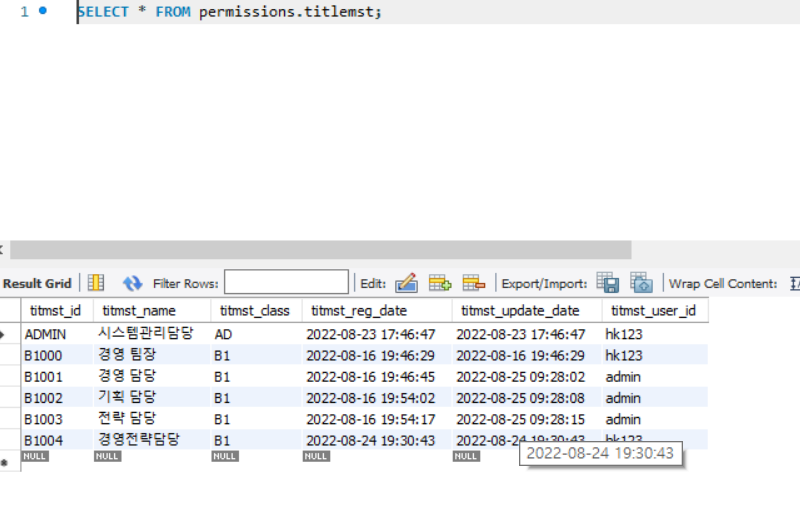 1 SELECT * FROM permissions.titlemst;
Result Grid Filter Rows: Edit: Export/Import: Wrap Cell Content:
titmst_id titmst_name titmst_class titmst_reg_date titmst_update_date titmst_user_id
ADMIN 시스템관리담당 AD 2022-08-23 17:46:47 2022-08-23 17:46:47 hk123
B1000 경영 팀장 B1 2022-08-16 19:46:29 2022-08-16 19:46:29 hk123
B1001 경영 담당 B1 2022-08-16 19:46:45 2022-08-25 09:28:02 admin
B1002 기획 담당 B1 2022-08-16 19:54:02 2022-08-25 09:28:08 admin
B1003 전략 담당 B1 2022-08-16 19:54:17 2022-08-25 09:28:15 admin
B1004 경영전략담당 B1 2022-08-24 19:30:43 2022-08-24 19:30:43 hk123
NULL NULL NULL NULL NULL
2022-08-24 19:30:43